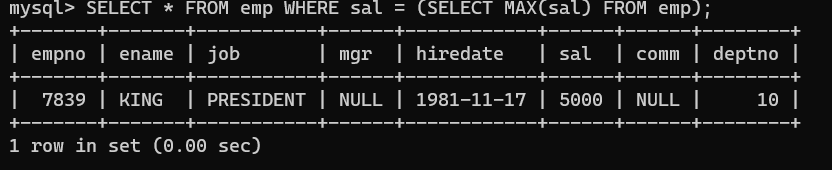 mysql> SELECT * FROM emp WHERE sal = (SELECT MAX(sal) FROM emp);
+-------+-------+-----------+------+------------+------+------+--------+
| empno | ename | job       | mgr  | hiredate   | sal  | comm | deptno |
+-------+-------+-----------+------+------------+------+------+--------+
|  7839 | KING  | PRESIDENT | NULL | 1981-11-17 | 5000 | NULL |     10 |
+-------+-------+-----------+------+------------+------+------+--------+
1 row in set (0.00 sec)